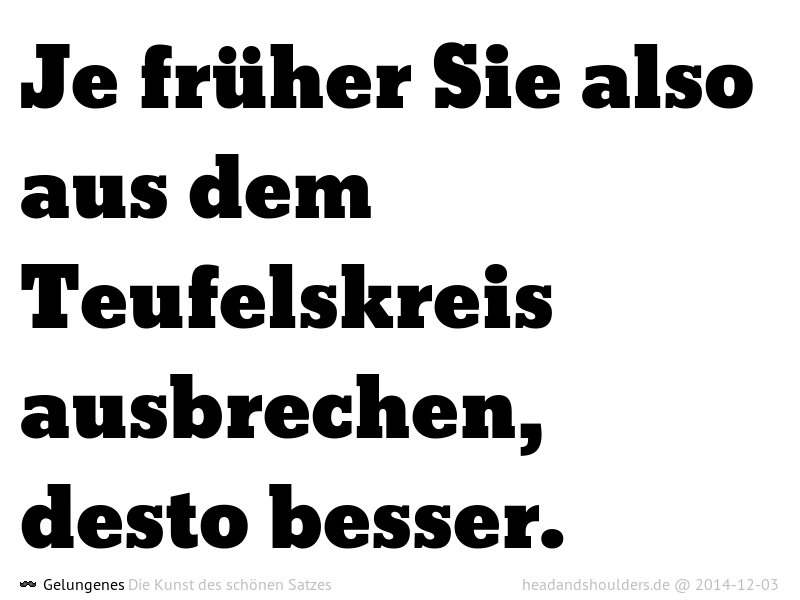 Je früher Sie also
aus dem
Teufelskreis
ausbrechen,
desto besser.
Gelungenes Die Kunst des schönen Satzes
headandshoulders.de @ 2014-12-03